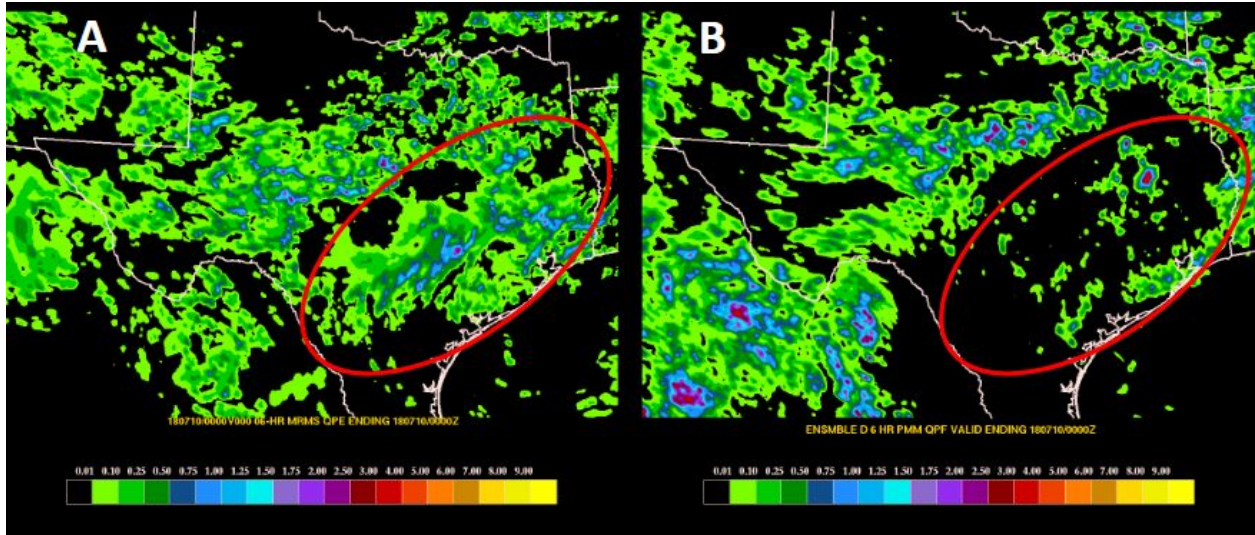 A
B
180710/0000V000 06-HR MRMS QPE ENDING 180710/0000Z
ENSMBLE D 6 HR PMM QPF VALID ENDING 180710/0000Z
0.01 0.10 0.25 0.50 0.75 1.00 1.25 1.50 1.75 2.00 2.50 3.00 4.00 5.00 6.00 7.00 8.00 9.00
0.01 0.10 0.25 0.50 0.75 1.00 1.25 1.50 1.75 2.00 2.50 3.00 4.00 5.00 6.00 7.00 8.00 9.00